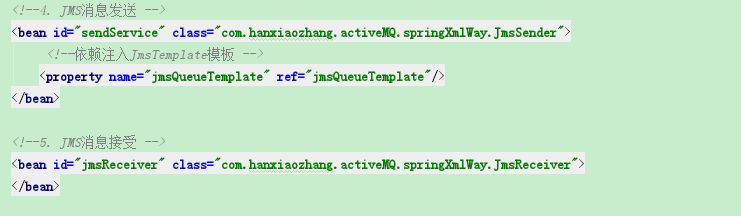 <!--4. JMS消息发送 -->
<bean id="sendService" class="com.hanxiaozhang.activeMQ.springXmlWay.JmsSender">
<!--依赖注入JmsTemplate模板 -->
<property name="jmsQueueTemplate" ref="jmsQueueTemplate"/>
</bean>
<!--5. JMS消息接受 -->
<bean id="jmsReceiver" class="com.hanxiaozhang.activeMQ.springXmlWay.JmsReceiver">
</bean>